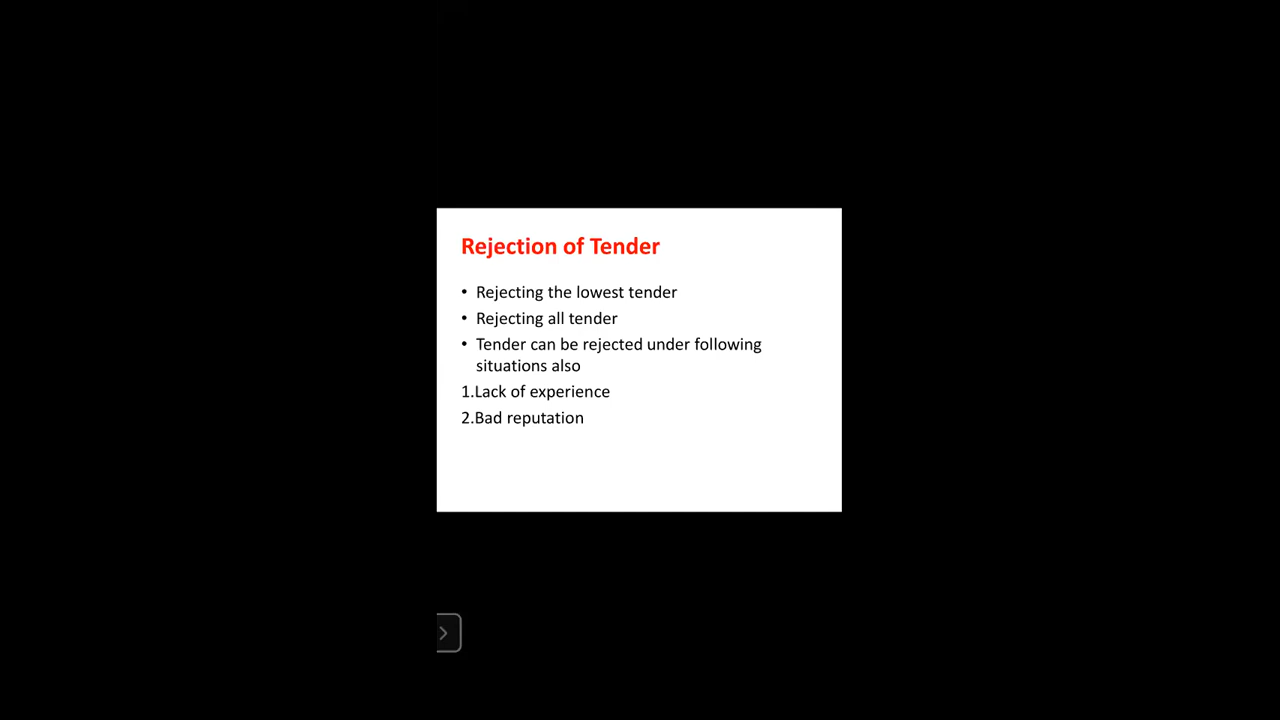 Rejection of Tender
• Rejecting the lowest tender
• Rejecting all tender
• Tender can be rejected under following
situations also
1.Lack of experience
2.Bad reputation